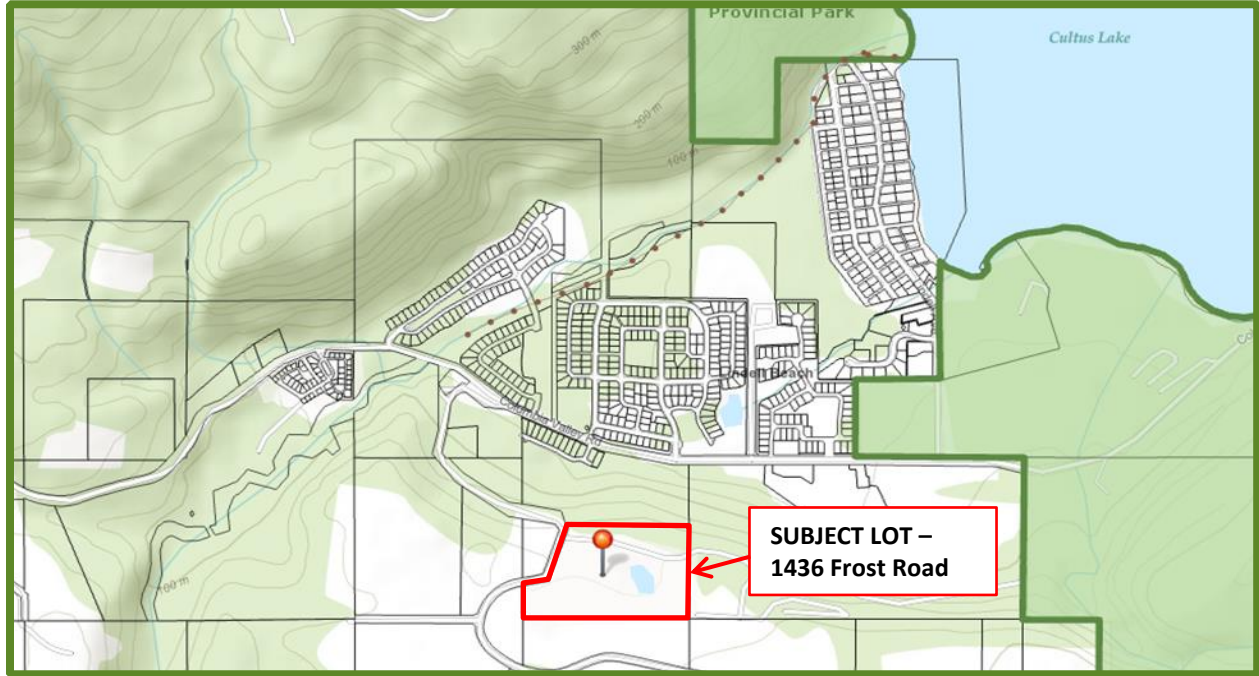 Provincial Park
Cultus Lake
300 m
200 m
100 m
Lindell Beach
Columbia Valley Rd
SUBJECT LOT –
1436 Frost Road
100 m